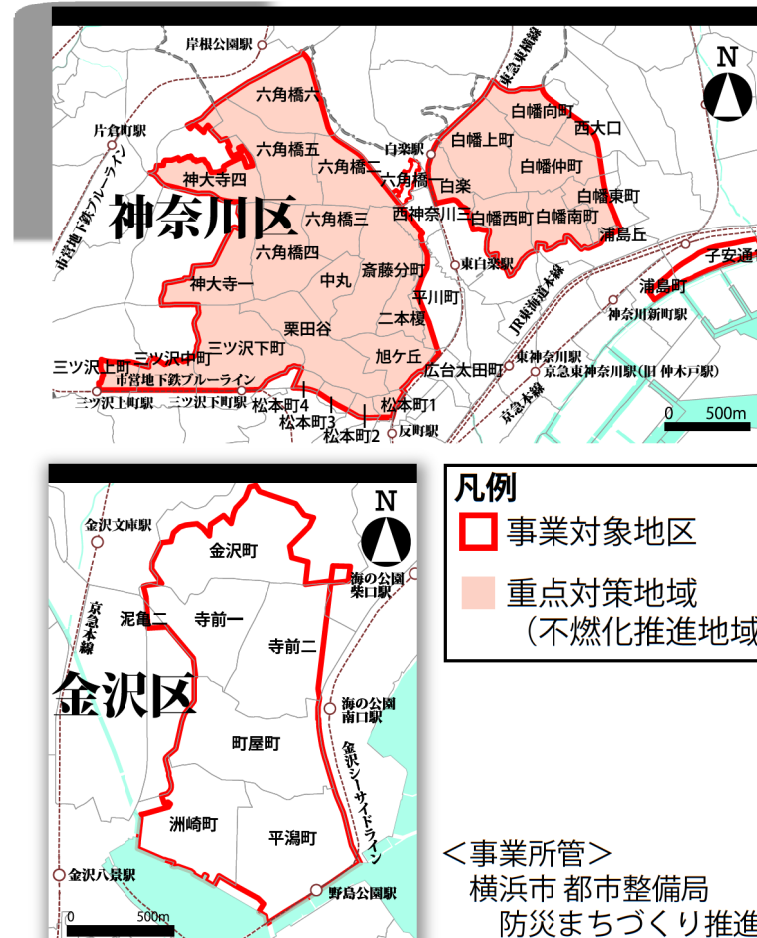 岸根公園駅
東急東横線
N
六角橋六
片倉町駅
白幡向町
西大口
白楽駅
白幡上町
六角橋五
六角橋二
白幡仲町
神大寺四
六角橋一
白楽
白幡東町
市営地下鉄ブルーライン
神奈川区
六角橋三
西神奈川三
白幡西町
白幡南町
浦島丘
六角橋四
子安通
斎藤分町
東白楽駅
神大寺一
中丸
JR東海道本線
浦島町
平川町
神奈川新町駅
二本榎
栗田谷
三ツ沢下町
旭ケ丘
三ツ沢中町
三ツ沢上町
広台太田町
東神奈川駅
京急東神奈川駅(旧 仲木戸駅)
市営地下鉄ブルーライン
京急本線
三ツ沢上町駅
三ツ沢下町駅
松本町4
松本町3
松本町2
松本町1
反町駅
0 500m
N
金沢文庫駅
金沢町
海の公園
柴口駅
京急本線
泥亀二
寺前一
寺前二
金沢区
海の公園
南口駅
町屋町
金沢シーサイドライン
洲崎町
平潟町
金沢八景駅
野島公園駅
0 500m
凡例
事業対象地区
重点対策地域
（不燃化推進地域
＜事業所管＞
横浜市 都市整備局
防災まちづくり推進